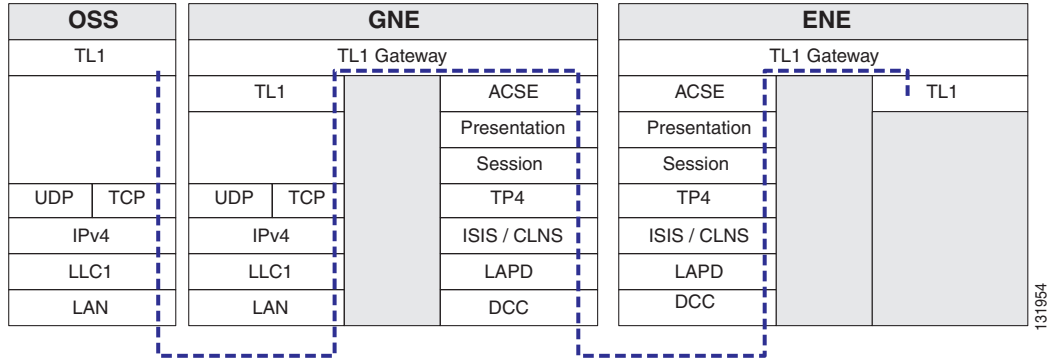 OSS GNE ENE
TL1 TL1 Gateway TL1 Gateway
TL1 ACSE ACSE TL1
Presentation Presentation
Session Session
UDP TCP UDP TCP TP4 TP4
IPv4 IPv4 ISIS / CLNS ISIS / CLNS
LLC1 LLC1 LAPD LAPD
LAN LAN DCC DCC
131954